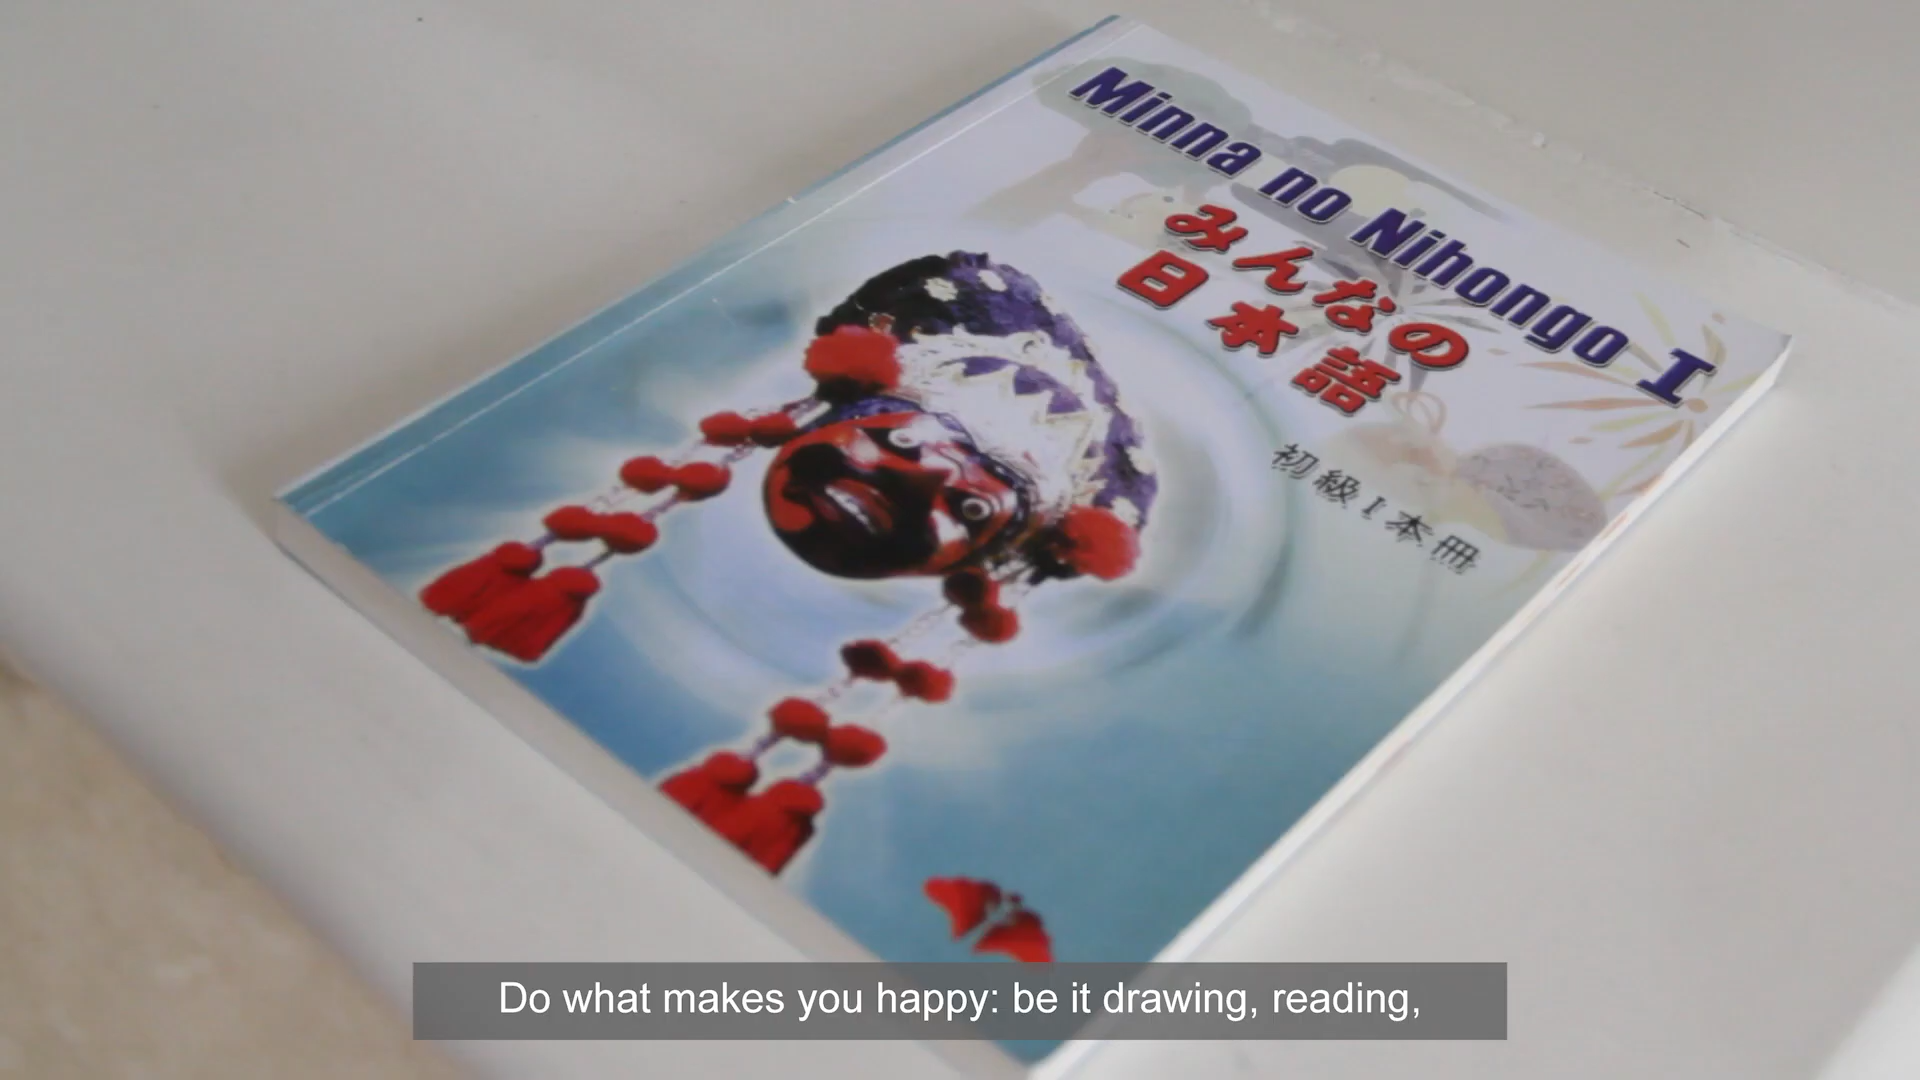 Minna no Nihongo I
みんなの
日本語
初級 I 本冊
Do what makes you happy: be it drawing, reading,